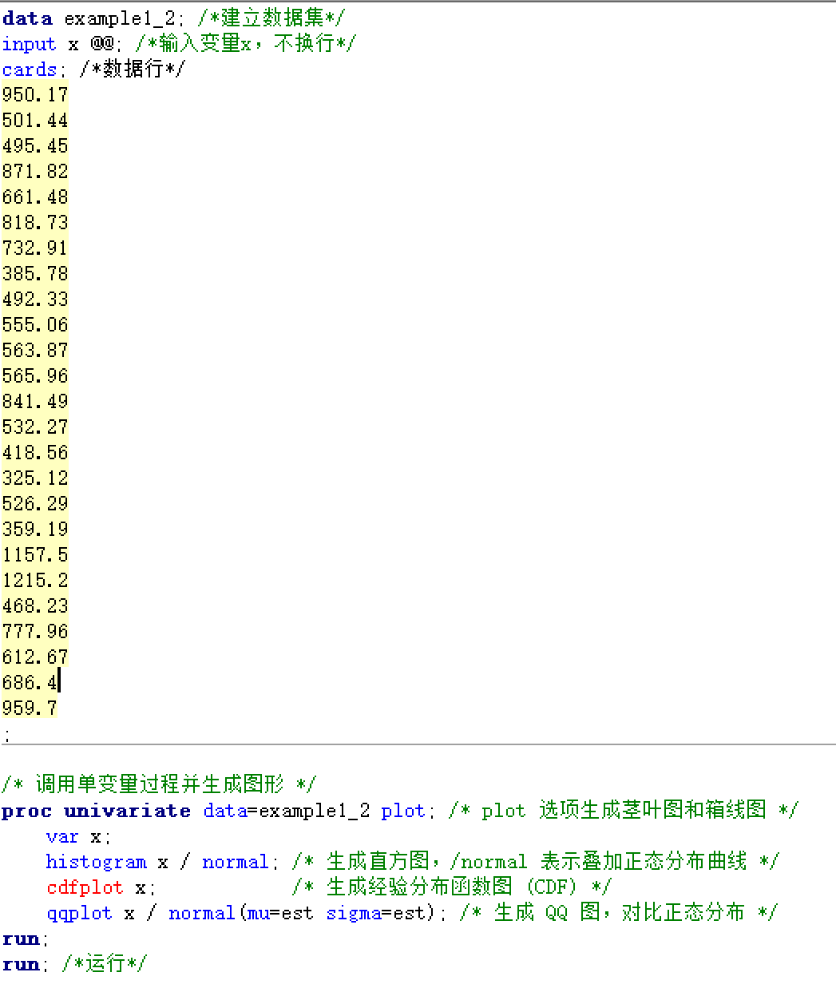 data example1_2; /*建立数据集*/
input x @@; /*输入变量x，不换行*/
cards; /*数据行*/
950.17
501.44
495.45
871.82
661.48
818.73
732.91
385.78
492.33
555.06
563.87
565.96
841.49
532.27
418.56
325.12
526.29
359.19
1157.5
1215.2
468.23
777.96
612.67
686.4
959.7
;
/* 调用单变量过程并生成图形 */
proc univariate data=example1_2 plot; /* plot 选项生成茎叶图和箱线图 */
var x;
histogram x / normal; /* 生成直方图，/normal 表示叠加正态分布曲线 */
cdfplot x; /* 生成经验分布函数图 (CDF) */
qqplot x / normal(mu=est sigma=est); /* 生成 QQ 图，对比正态分布 */
run;
run; /*运行*/